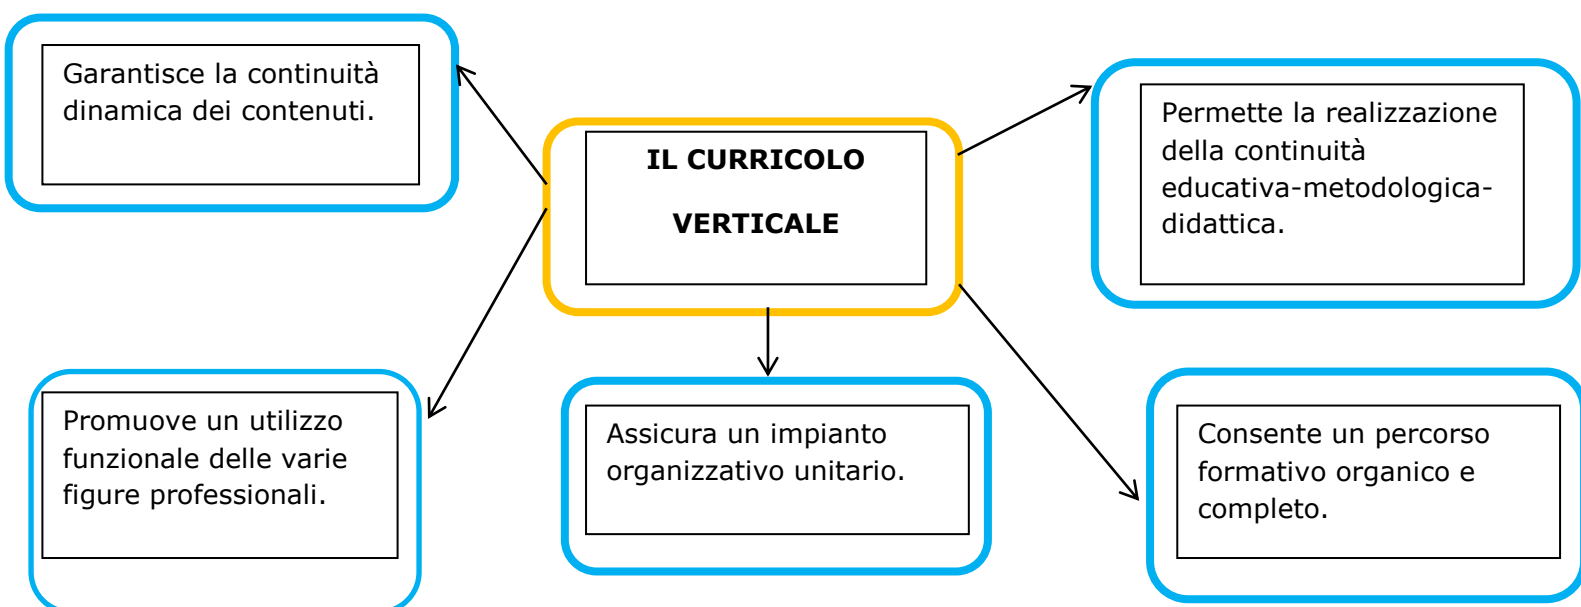 Garantisce la continuità
dinamica dei contenuti.
IL CURRICOLO
VERTICALE
Permette la realizzazione
della continuità
educativa-metodologica-
didattica.
Promuove un utilizzo
funzionale delle varie
figure professionali.
Assicura un impianto
organizzativo unitario.
Consente un percorso
formativo organico e
completo.